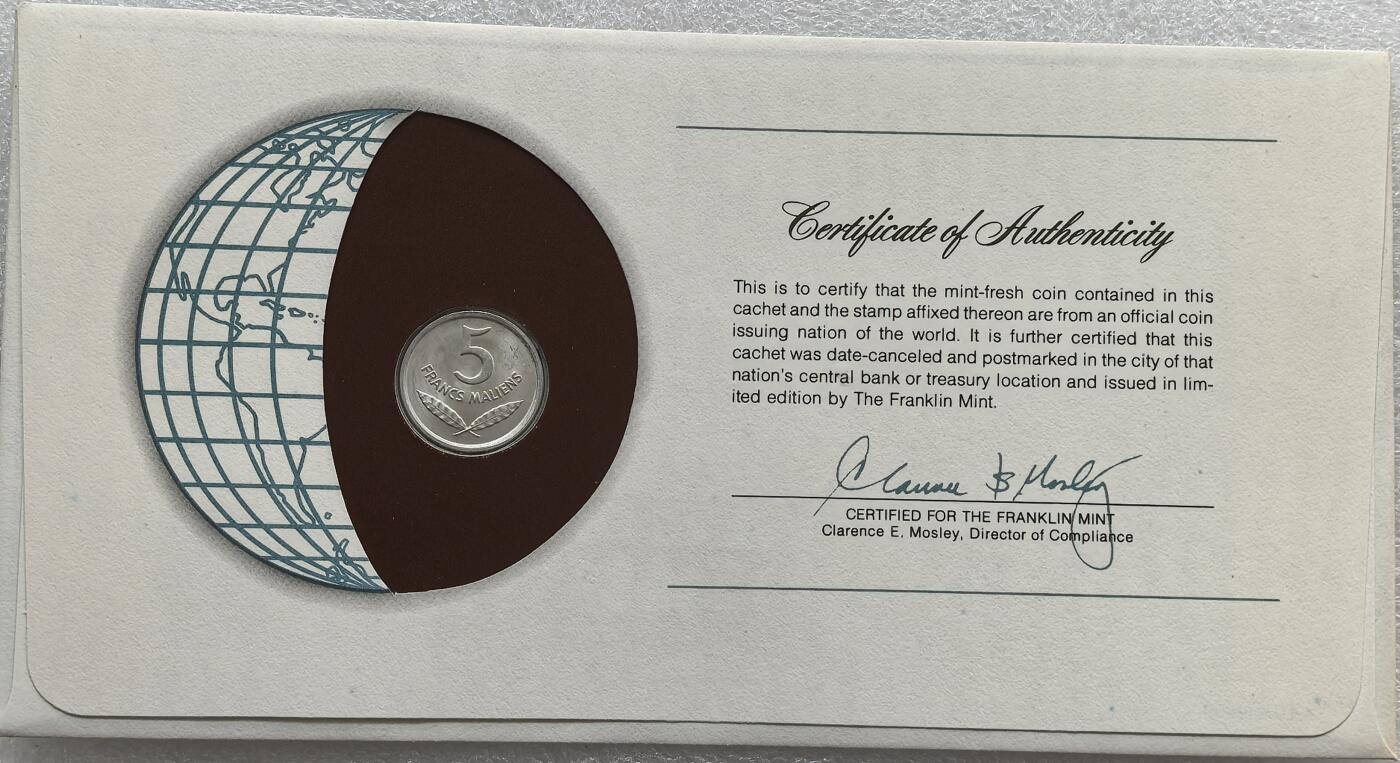 5
FRANCS MALIENS
Certificate of Authenticity
This is to certify that the mint-fresh coin contained in this
cachet and the stamp affixed thereon are from an official coin
issuing nation of the world. It is further certified that this
cachet was date-canceled and postmarked in the city of that
nation's central bank or treasury location and issued in lim-
ited edition by The Franklin Mint.
Clarence B Mosley
CERTIFIED FOR THE FRANKLIN MINT
Clarence E. Mosley, Director of Compliance